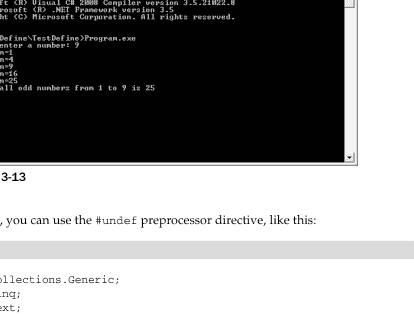 ft (R) Visual C# 2008 Compiler version 3.5.21022.8
rosoft (R) .NET Framework version 3.5
ht (C) Microsoft Corporation. All rights reserved.
Define\TestDefine>Program.exe
enter a number: 9
m=1
m=4
m=9
m=16
m=25
all odd numbers from 1 to 9 is 25
3-13
, you can use the #undef preprocessor directive, like this:
ollections.Generic;
inq;
ext;